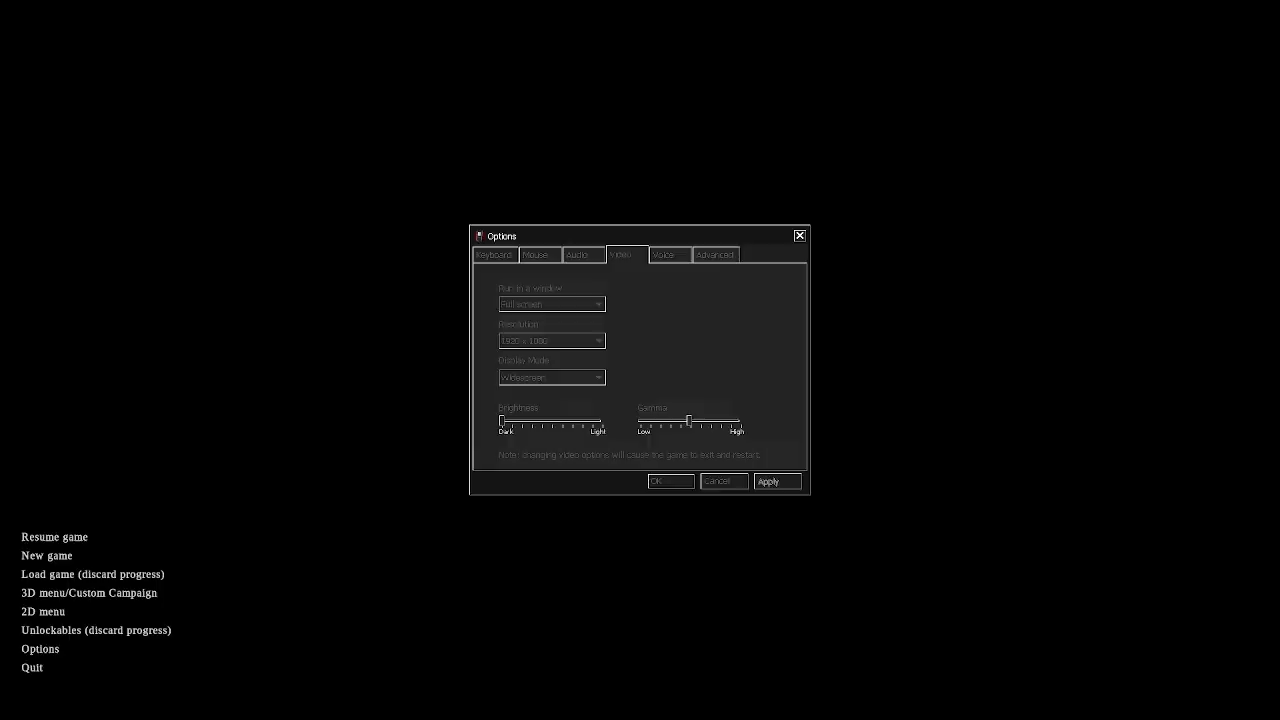 Options
Keyboard Mouse Audio Video Voice Advanced
Run in a window
Full screen
Resolution
Display Mode
Widescreen
Brightness Gamma
Dark Light Low High
Note: changing video options will cause the game to exit and restart.
OK Cancel Apply
Resume game
New game
Load game (discard progress)
3D menu/Custom Campaign
2D menu
Unlockables (discard progress)
Options
Quit